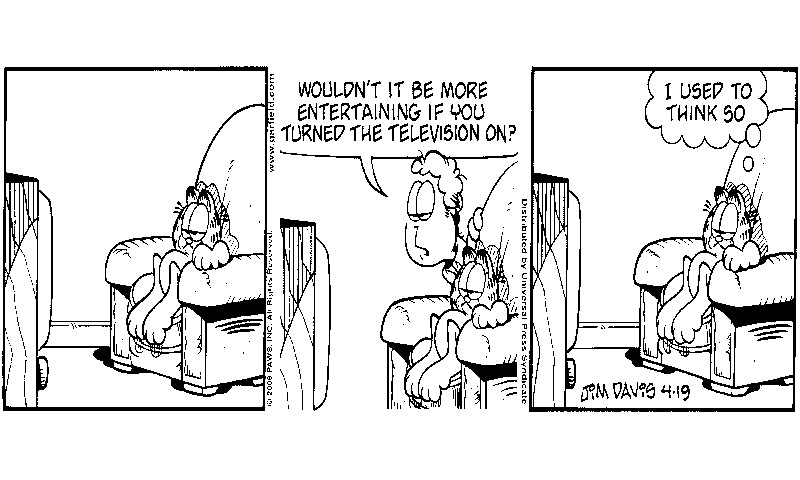 www.garfield.com
© 2008 PAWS, INC. All Rights Reserved.
WOULDN'T IT BE MORE
ENTERTAINING IF YOU
TURNED THE TELEVISION ON?
Distributed by Universal Press Syndicate
I USED TO
THINK SO
JIM DAVIS 4·19